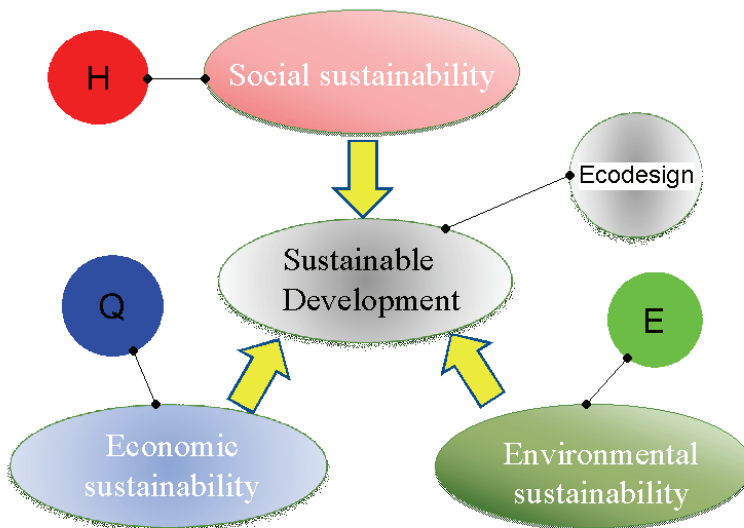 H
Social sustainability
Ecodesign
Sustainable
Development
Q
E
Economic
sustainability
Environmental
sustainability